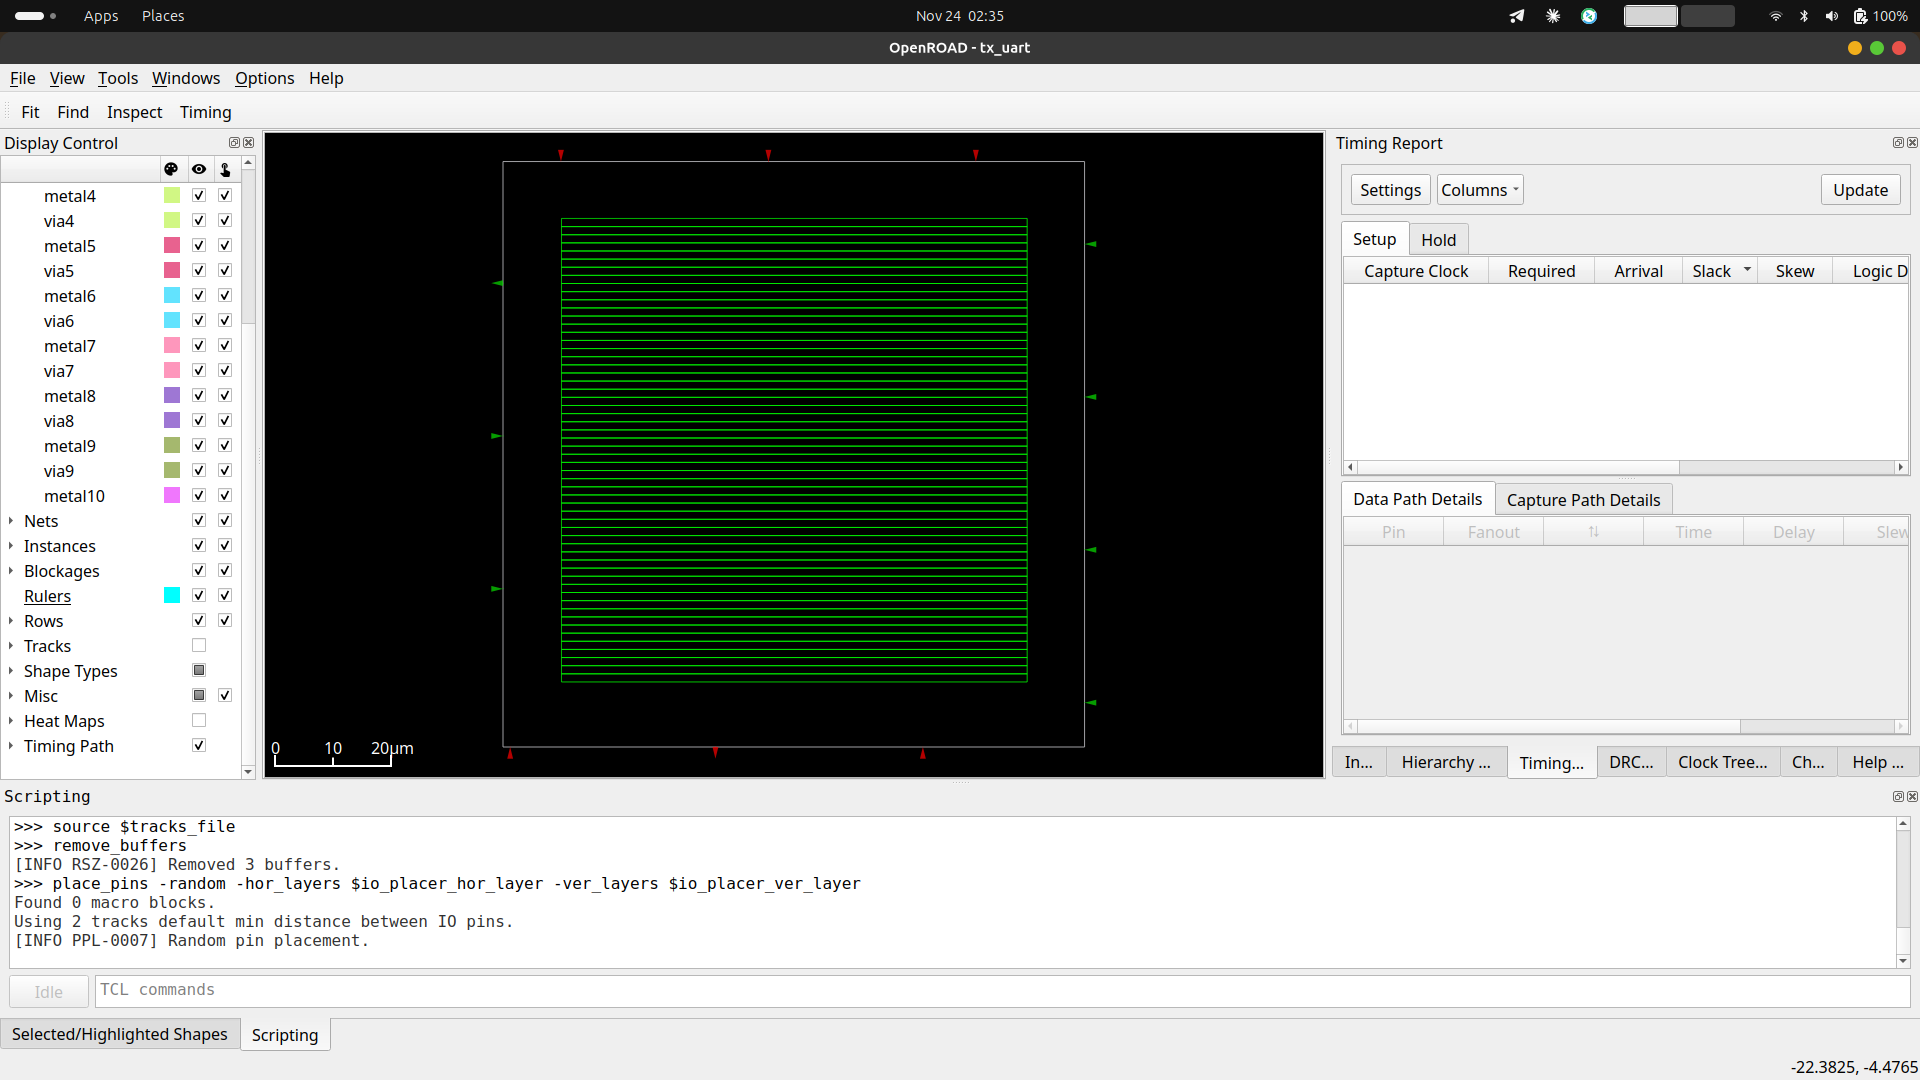 Apps Places Nov 24 02:35 100%
OpenROAD - tx_uart
File View Tools Windows Options Help
Fit Find Inspect Timing
Display Control
metal4
via4
metal5
via5
metal6
via6
metal7
via7
metal8
via8
metal9
via9
metal10
Nets
Instances
Blockages
Rulers
Rows
Tracks
Shape Types
Misc
Heat Maps
Timing Path
0 10 20μm
Timing Report
Settings Columns Update
Setup Hold
Capture Clock Required Arrival Slack Skew Logic D
Data Path Details Capture Path Details
Pin Fanout ⇅ Time Delay Slew
In... Hierarchy ... Timing... DRC... Clock Tree... Ch... Help ...
Scripting
>>> source $tracks_file
>>> remove_buffers
[INFO RSZ-0026] Removed 3 buffers.
>>> place_pins -random -hor_layers $io_placer_hor_layer -ver_layers $io_placer_ver_layer
Found 0 macro blocks.
Using 2 tracks default min distance between IO pins.
[INFO PPL-0007] Random pin placement.
Idle TCL commands
Selected/Highlighted Shapes Scripting
-22.3825, -4.4765